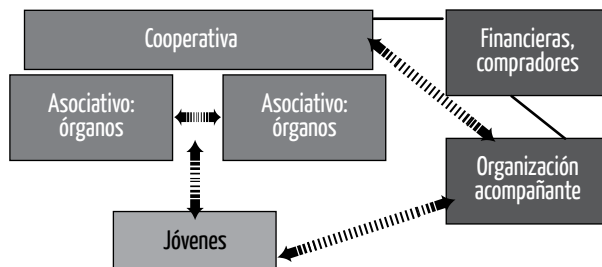 Cooperativa
Financieras,
compradores
Asociativo:
órganos
Asociativo:
órganos
Organización
acompañante
Jóvenes